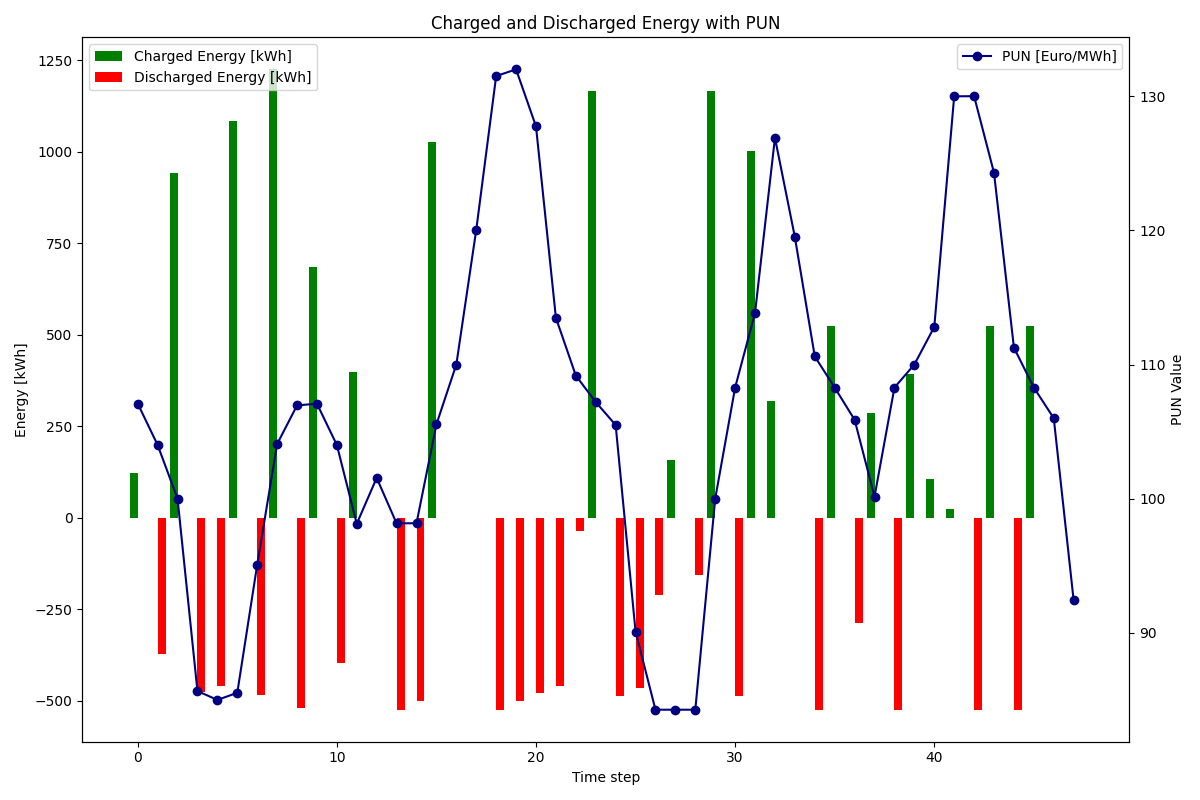 Charged and Discharged Energy with PUN
Charged Energy [kWh]
Discharged Energy [kWh]
PUN [Euro/MWh]
1250
1000
750
500
250
0
−250
−500
Energy [kWh]
130
120
110
100
90
PUN Value
0 10 20 30 40
Time step